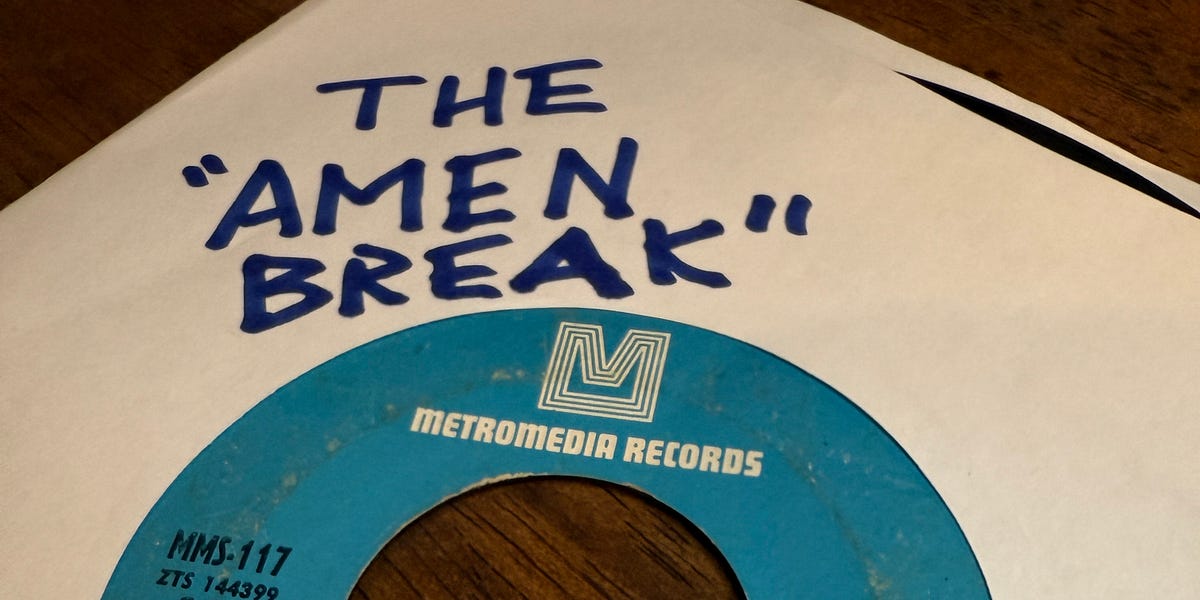 THE
"AMEN
BREAK"
METROMEDIA RECORDS
MMS-117
ZTS 144399